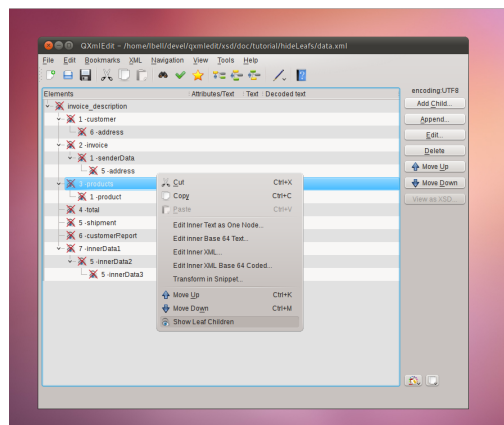 QXmlEdit - /home/lbell/devel/qxmledit/xsd/doc/tutorial/hideLeafs/data.xml
File Edit Bookmarks XML Navigation View Tools Help
Elements Attributes/Text Text Decoded text
invoice_description
1 -customer
6 -address
2 -invoice
1 -senderData
5 -address
3 -products
1 -product
4 -total
5 -shipment
6 -customerReport
7 -innerData1
5 -innerData2
5 -innerData3
Cut Ctrl+X
Copy Ctrl+C
Paste Ctrl+V
Edit Inner Text as One Node...
Edit Inner Base 64 Text...
Edit Inner XML...
Edit Inner XML Base 64 Coded...
Transform in Snippet...
Move Up Ctrl+K
Move Down Ctrl+M
Show Leaf Children
encoding:UTF8
Add Child...
Append...
Edit...
Delete
Move Up
Move Down
View as XSD...